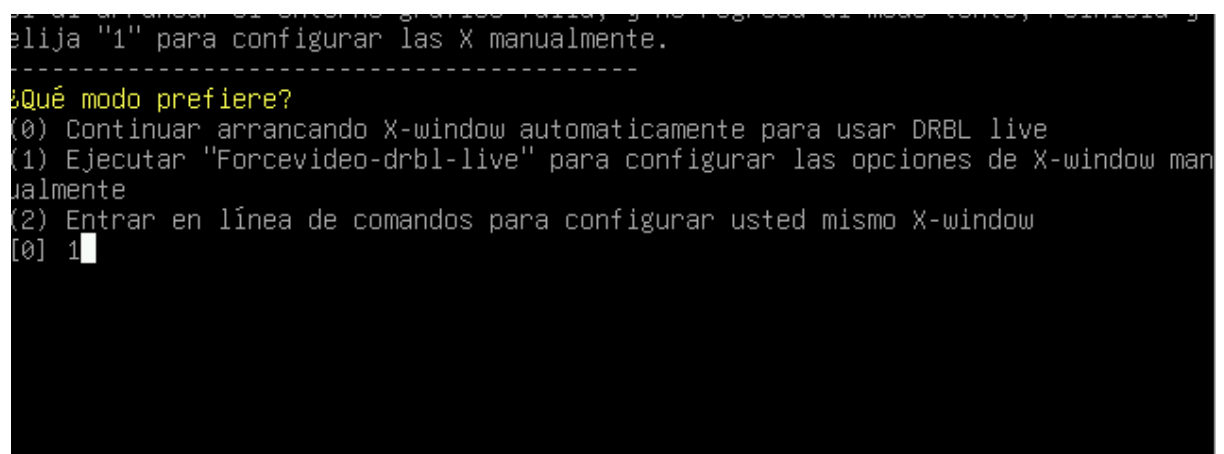 elija "1" para configurar las X manualmente.
-------------------------------------------
¿Qué modo prefiere?
(0) Continuar arrancando X-window automaticamente para usar DRBL live
(1) Ejecutar "Forcevideo-drbl-live" para configurar las opciones de X-window man
ualmente
(2) Entrar en línea de comandos para configurar usted mismo X-window
[0] 1